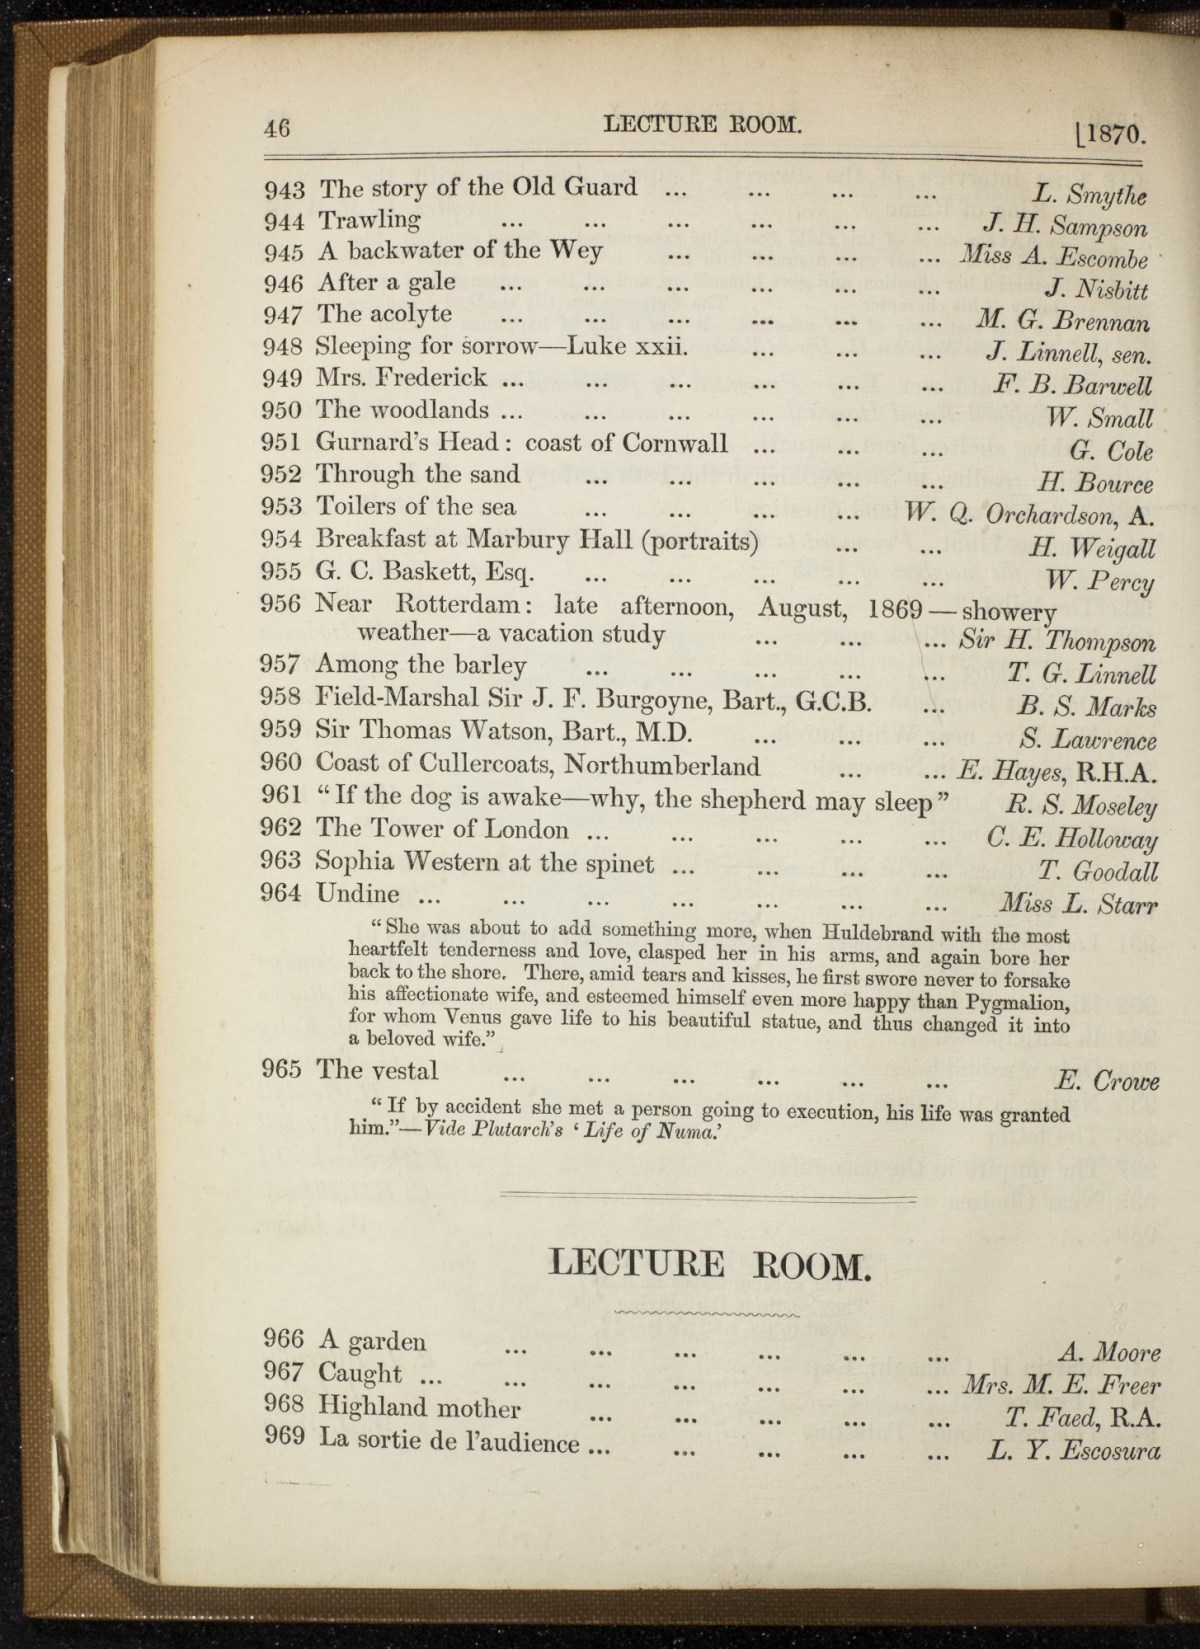 46 LECTURE ROOM. [1870.
943 The story of the Old Guard ... ... ... ... L. Smythe
944 Trawling ... ... ... ... ... ... J. H. Sampson
945 A backwater of the Wey ... ... ... ... Miss A. Escombe
946 After a gale ... ... ... ... ... ... J. Nisbitt
947 The acolyte ... ... ... ... ... ... M. G. Brennan
948 Sleeping for sorrow—Luke xxii. ... ... ... J. Linnell, sen.
949 Mrs. Frederick ... ... ... ... ... ... F. B. Barwell
950 The woodlands ... ... ... ... ... ... W. Small
951 Gurnard's Head: coast of Cornwall ... ... ... G. Cole
952 Through the sand ... ... ... ... ... H. Bource
953 Toilers of the sea ... ... ... ... W. Q. Orchardson, A.
954 Breakfast at Marbury Hall (portraits) ... ... H. Weigall
955 G. C. Baskett, Esq. ... ... ... ... ... W. Percy
956 Near Rotterdam: late afternoon, August, 1869—showery
weather—a vacation study ... ... ... Sir H. Thompson
957 Among the barley ... ... ... ... ... T. G. Linnell
958 Field-Marshal Sir J. F. Burgoyne, Bart., G.C.B. ... B. S. Marks
959 Sir Thomas Watson, Bart., M.D. ... ... ... S. Lawrence
960 Coast of Cullercoats, Northumberland ... ... E. Hayes, R.H.A.
961 "If the dog is awake—why, the shepherd may sleep" R. S. Moseley
962 The Tower of London ... ... ... ... ... C. E. Holloway
963 Sophia Western at the spinet ... ... ... ... T. Goodall
964 Undine ... ... ... ... ... ... ... Miss L. Starr
"She was about to add something more, when Huldebrand with the most
heartfelt tenderness and love, clasped her in his arms, and again bore her
back to the shore. There, amid tears and kisses, he first swore never to forsake
his affectionate wife, and esteemed himself even more happy than Pygmalion,
for whom Venus gave life to his beautiful statue, and thus changed it into
a beloved wife."
965 The vestal ... ... ... ... ... ... E. Crowe
"If by accident she met a person going to execution, his life was granted
him."—Vide Plutarch's 'Life of Numa.'
LECTURE ROOM.
966 A garden ... ... ... ... ... ... A. Moore
967 Caught ... ... ... ... ... ... ... Mrs. M. E. Freer
968 Highland mother ... ... ... ... ... T. Faed, R.A.
969 La sortie de l'audience ... ... ... ... ... L. Y. Escosura